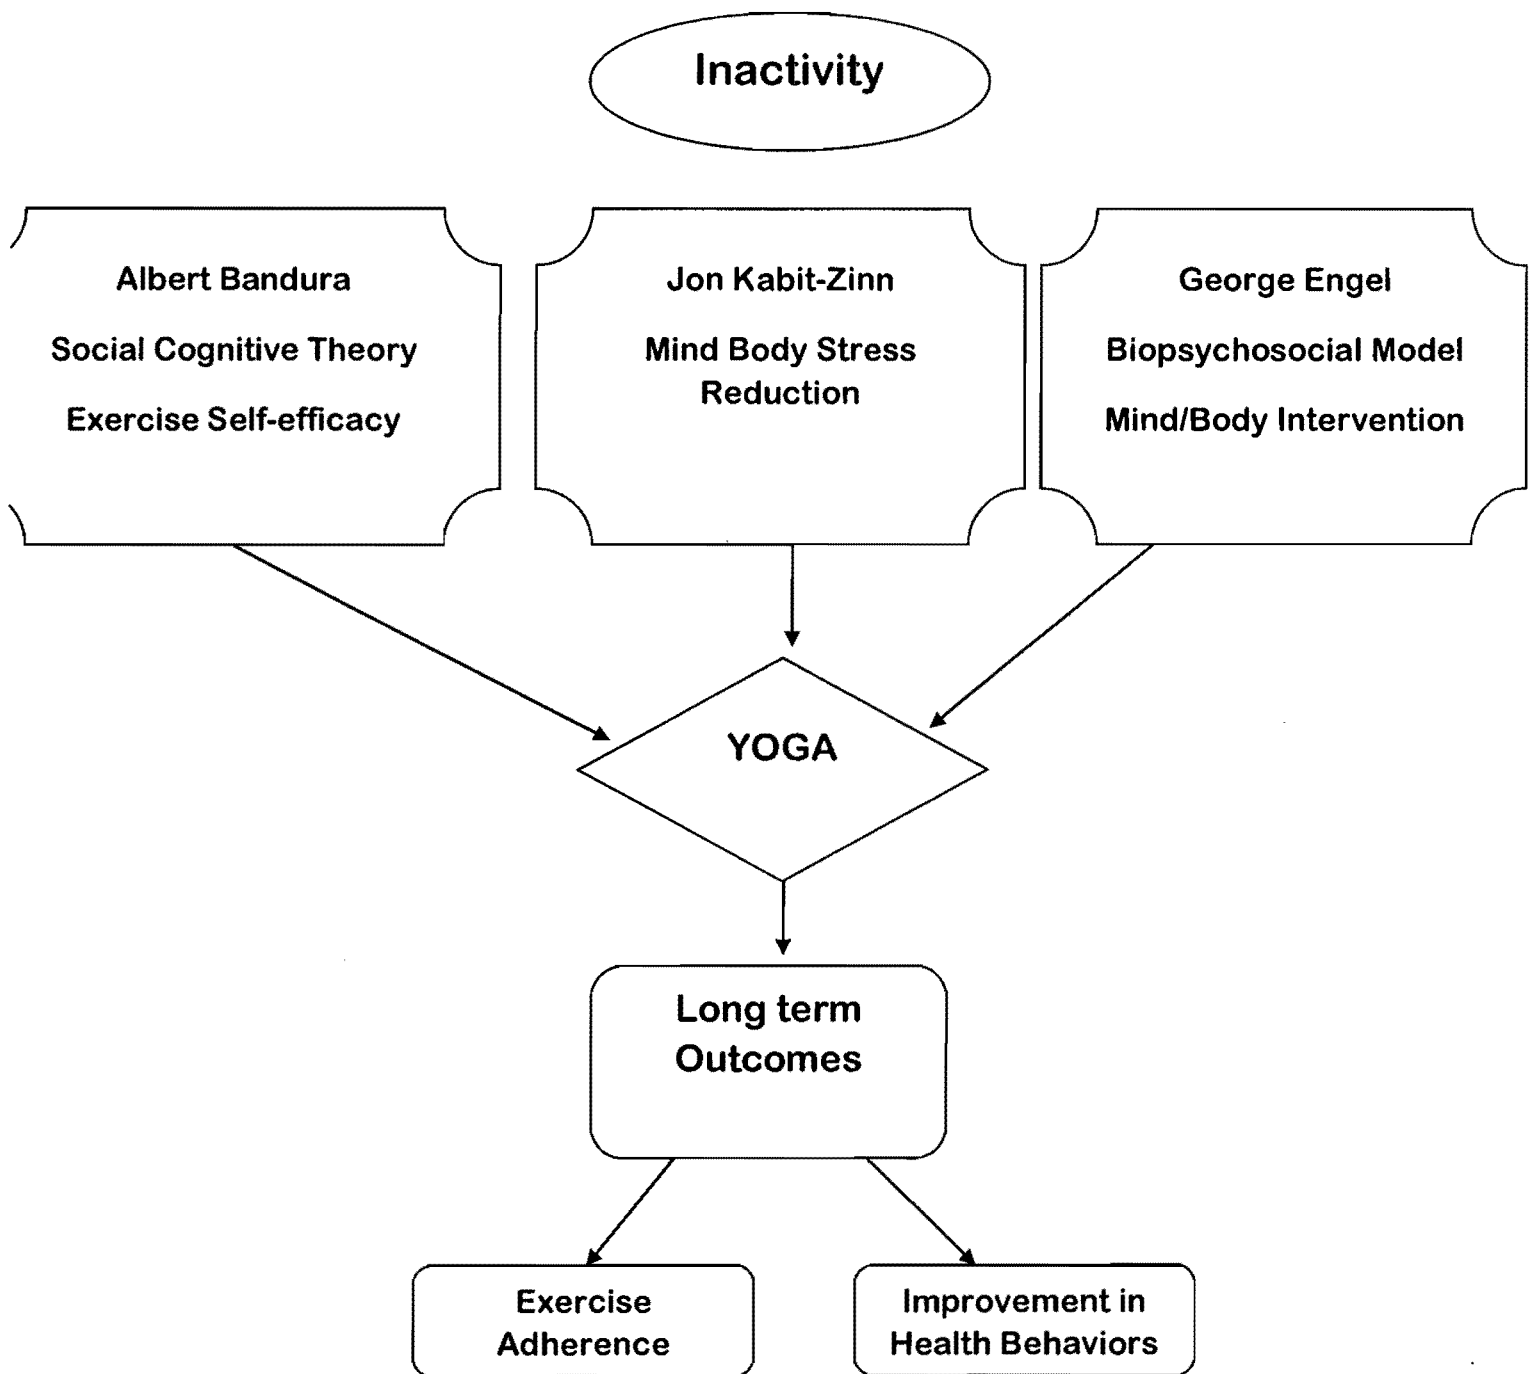 Inactivity
Albert Bandura
Social Cognitive Theory
Exercise Self-efficacy
Jon Kabit-Zinn
Mind Body Stress
Reduction
George Engel
Biopsychosocial Model
Mind/Body Intervention
YOGA
Long term
Outcomes
Exercise
Adherence
Improvement in
Health Behaviors